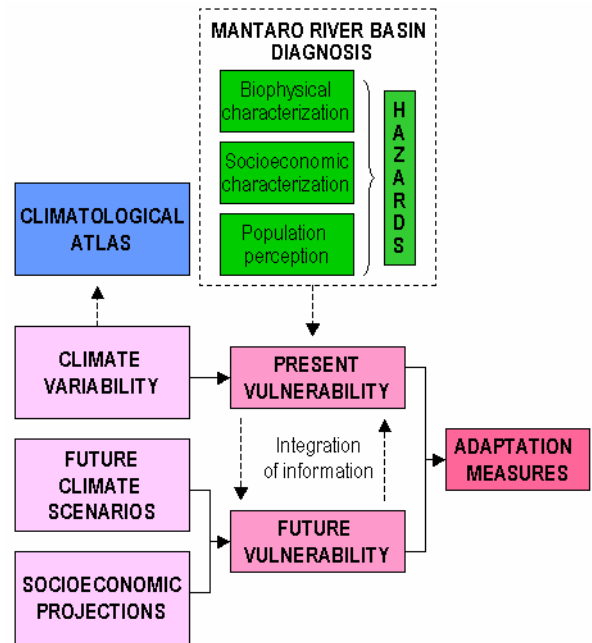 MANTARO RIVER BASIN
DIAGNOSIS
Biophysical
characterization
Socioeconomic
characterization
Population
perception
H
A
Z
A
R
D
S
CLIMATOLOGICAL
ATLAS
CLIMATE
VARIABILITY
PRESENT
VULNERABILITY
FUTURE
CLIMATE
SCENARIOS
Integration
of information
ADAPTATION
MEASURES
FUTURE
VULNERABILITY
SOCIOECONOMIC
PROJECTIONS